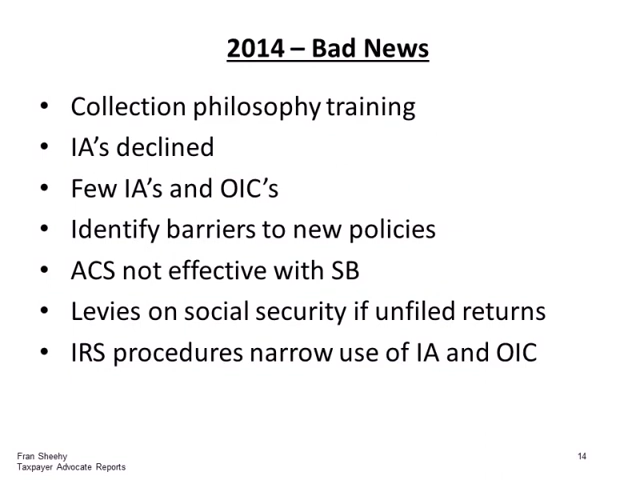 2014 – Bad News
• Collection philosophy training
• IA’s declined
• Few IA’s and OIC’s
• Identify barriers to new policies
• ACS not effective with SB
• Levies on social security if unfiled returns
• IRS procedures narrow use of IA and OIC
Fran Sheehy
Taxpayer Advocate Reports
14